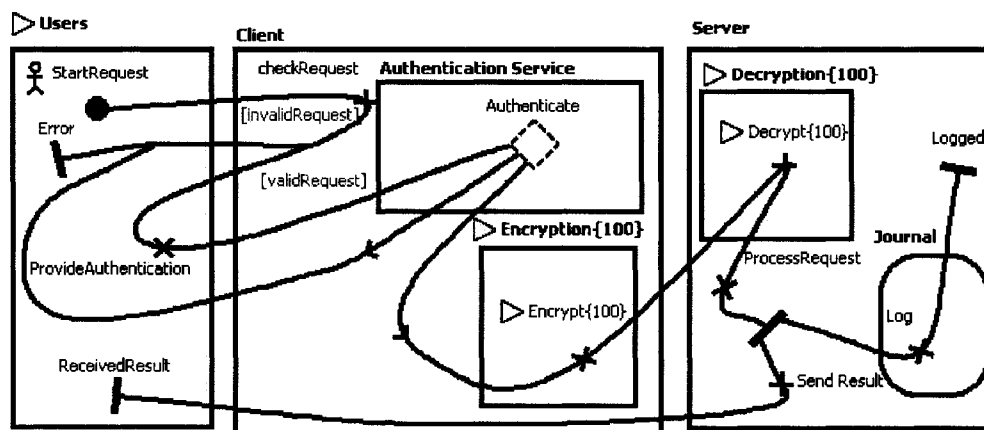 Users
Client
Server
StartRequest
checkRequest
Authentication Service
Decryption{100}
Authenticate
[invalidRequest]
Error
Decrypt{100}
Logged
[validRequest]
Encryption{100}
Journal
ProvideAuthentication
ProcessRequest
Encrypt{100}
Log
ReceivedResult
Send Result